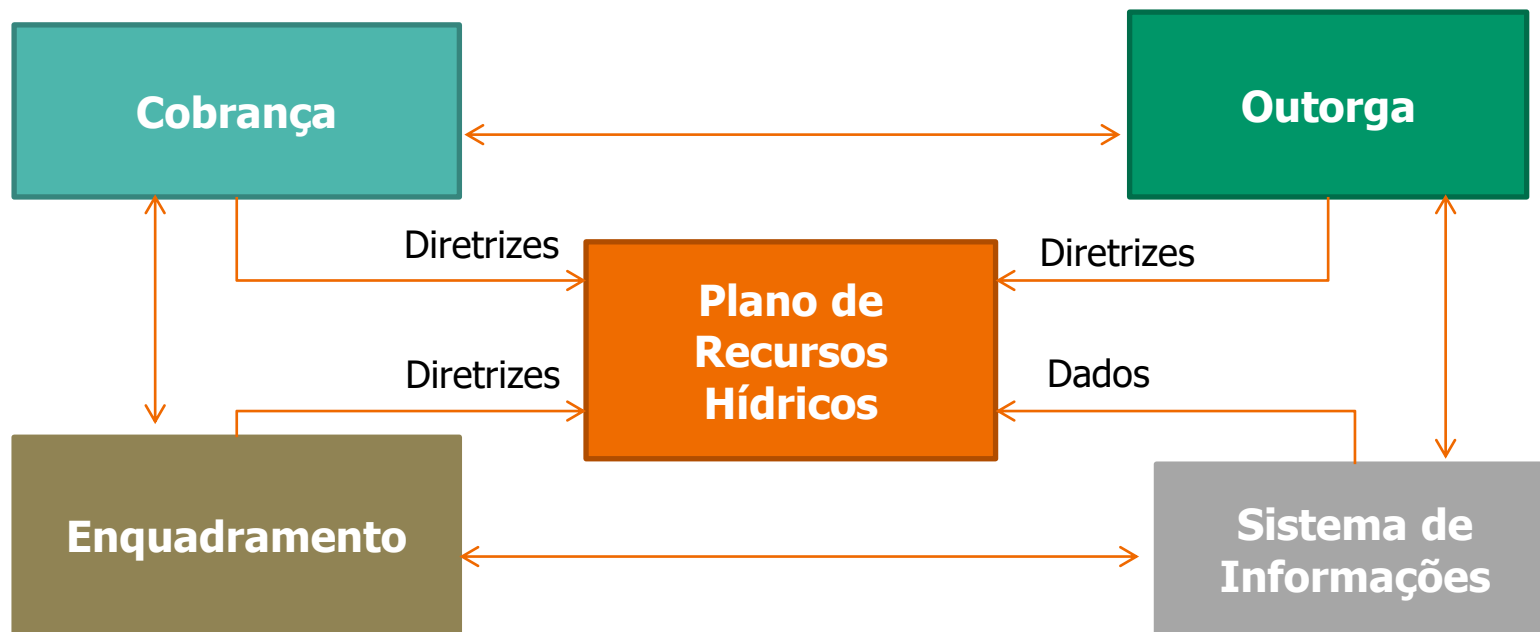 Cobrança
Outorga
Diretrizes
Diretrizes
Plano de
Recursos
Hídricos
Diretrizes
Dados
Enquadramento
Sistema de
Informações